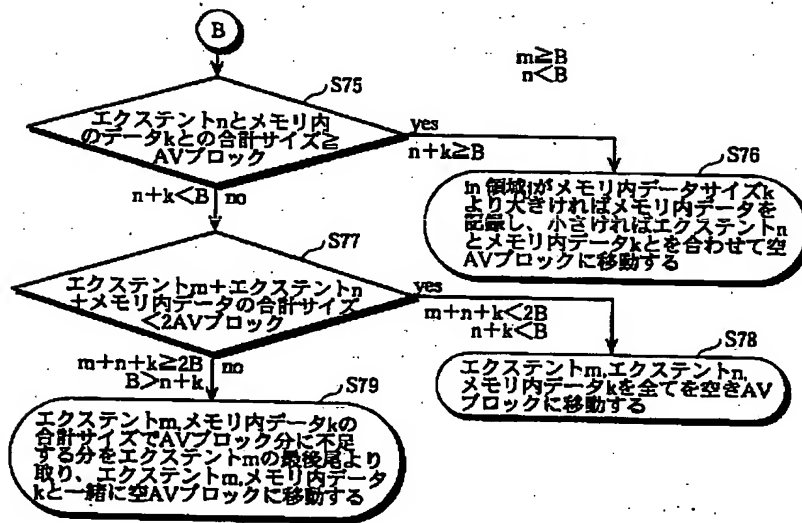 B
m≧B
n<B
S75
エクステントnとメモリ内
のデータkとの合計サイズ≧
AVブロック
yes
n+k≧B
S76
In 領域jがメモリ内データサイズk
より大きければメモリ内データを
記録し、小さければエクステントn
とメモリ内データkとを合わせて空
AVブロックに移動する
n+k<B
no
S77
エクステントm+エクステントn
+メモリ内データの合計サイズ
<2AVブロック
yes
m+n+k<2B
n+k<B
S78
エクステントm,エクステントn,
メモリ内データkを全てを空きAV
ブロックに移動する
m+n+k≧2B
B>n+k
no
S79
エクステントm,メモリ内データkの
合計サイズでAVブロック分に不足
する分をエクステントmの最後尾より
取り、エクステントm,メモリ内データ
kと一緒に空AVブロックに移動する